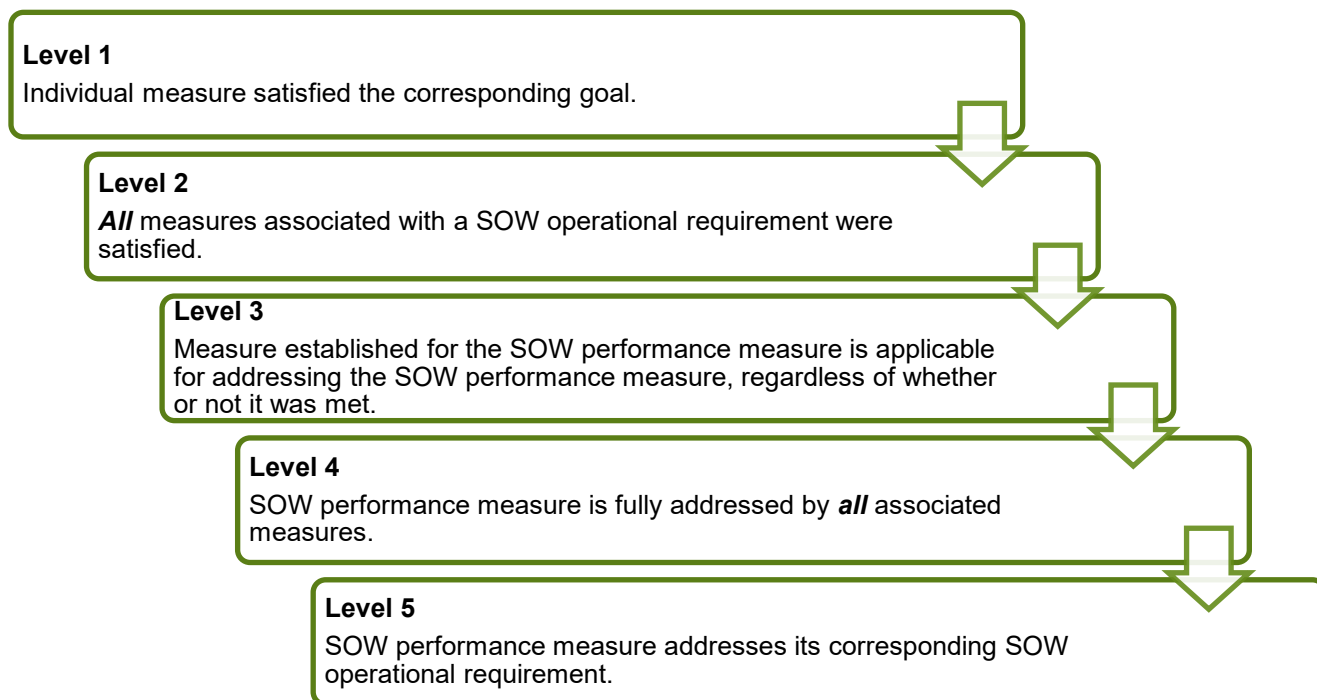 Level 1
Individual measure satisfied the corresponding goal.
Level 2
All measures associated with a SOW operational requirement were
satisfied.
Level 3
Measure established for the SOW performance measure is applicable
for addressing the SOW performance measure, regardless of whether
or not it was met.
Level 4
SOW performance measure is fully addressed by all associated
measures.
Level 5
SOW performance measure addresses its corresponding SOW
operational requirement.